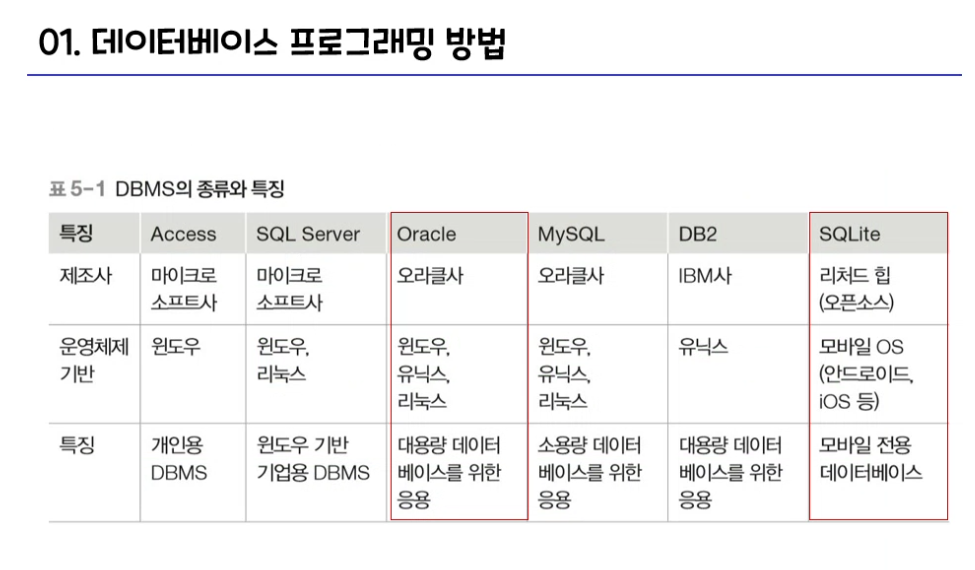 01. 데이터베이스 프로그래밍 방법
표 5-1 DBMS의 종류와 특징
특징 Access SQL Server Oracle MySQL DB2 SQLite
제조사 마이크로 마이크로 오라클사 오라클사 IBM사 리처드 힙
소프트사 소프트사 (오픈소스)
운영체제 윈도우 윈도우, 윈도우, 윈도우, 유닉스 모바일 OS
기반 리눅스 유닉스, 유닉스, (안드로이드,
리눅스 리눅스 iOS 등)
특징 개인용 윈도우 기반 대용량 데이터 소용량 데이터 대용량 데이터 모바일 전용
DBMS 기업용 DBMS 베이스를 위한 베이스를 위한 베이스를 위한 데이터베이스
응용 응용 응용